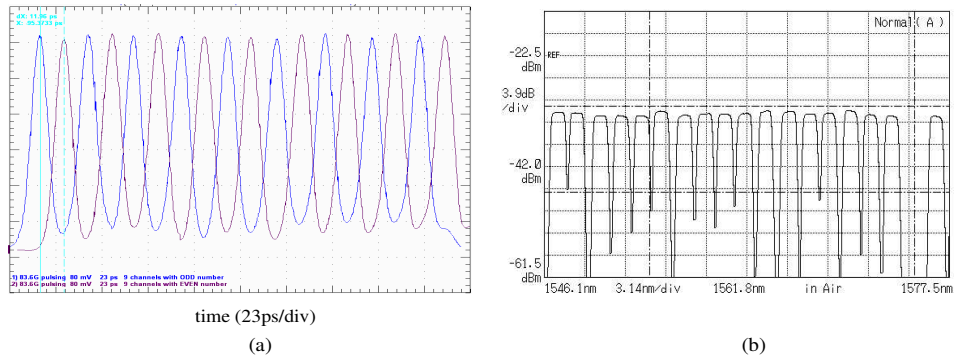 dX: 11.96 ps
X: 95.2733 ps
1) 83.6G pulsing 80 mV 23 ps 9 channels with ODD number
2) 83.6G pulsing 80 mV 23 ps 9 channels with EVEN number
time (23ps/div)
(a)
Normal(A)
-22.5
dBm
REF
3.9dB
/div
-42.0
dBm
-61.5
dBm
1546.1nm 3.14nm/div 1561.8nm in Air 1577.5nm
(b)